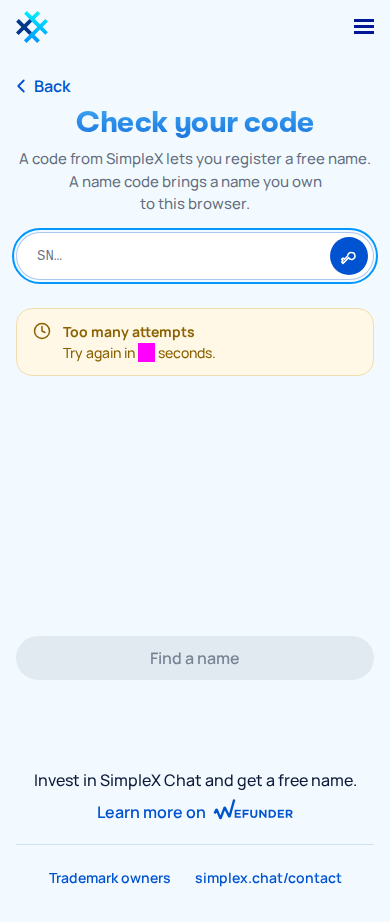 Back
Check your code
A code from SimpleX lets you register a free name.
A name code brings a name you own
to this browser.
SN…
Too many attempts
Try again in seconds.
Find a name
Invest in SimpleX Chat and get a free name.
Learn more on WEFUNDER
Trademark owners simplex.chat/contact